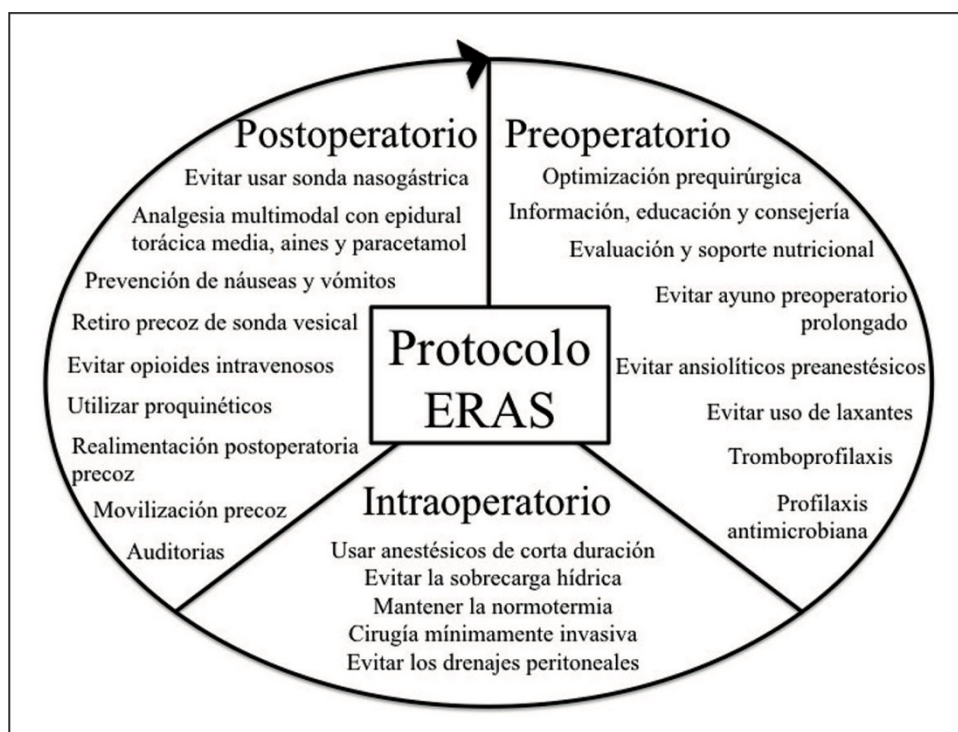 Postoperatorio
Evitar usar sonda nasogástrica
Analgesia multimodal con epidural
torácica media, aines y paracetamol
Prevención de náuseas y vómitos
Retiro precoz de sonda vesical
Evitar opioides intravenosos
Utilizar proquinéticos
Realimentación postoperatoria
precoz
Movilización precoz
Auditorias
Preoperatorio
Optimización prequirúrgica
Información, educación y consejería
Evaluación y soporte nutricional
Evitar ayuno preoperatorio
prolongado
Evitar ansiolíticos preanestésicos
Evitar uso de laxantes
Tromboprofilaxis
Profilaxis
antimicrobiana
Protocolo
ERAS
Intraoperatorio
Usar anestésicos de corta duración
Evitar la sobrecarga hídrica
Mantener la normotermia
Cirugía mínimamente invasiva
Evitar los drenajes peritoneales